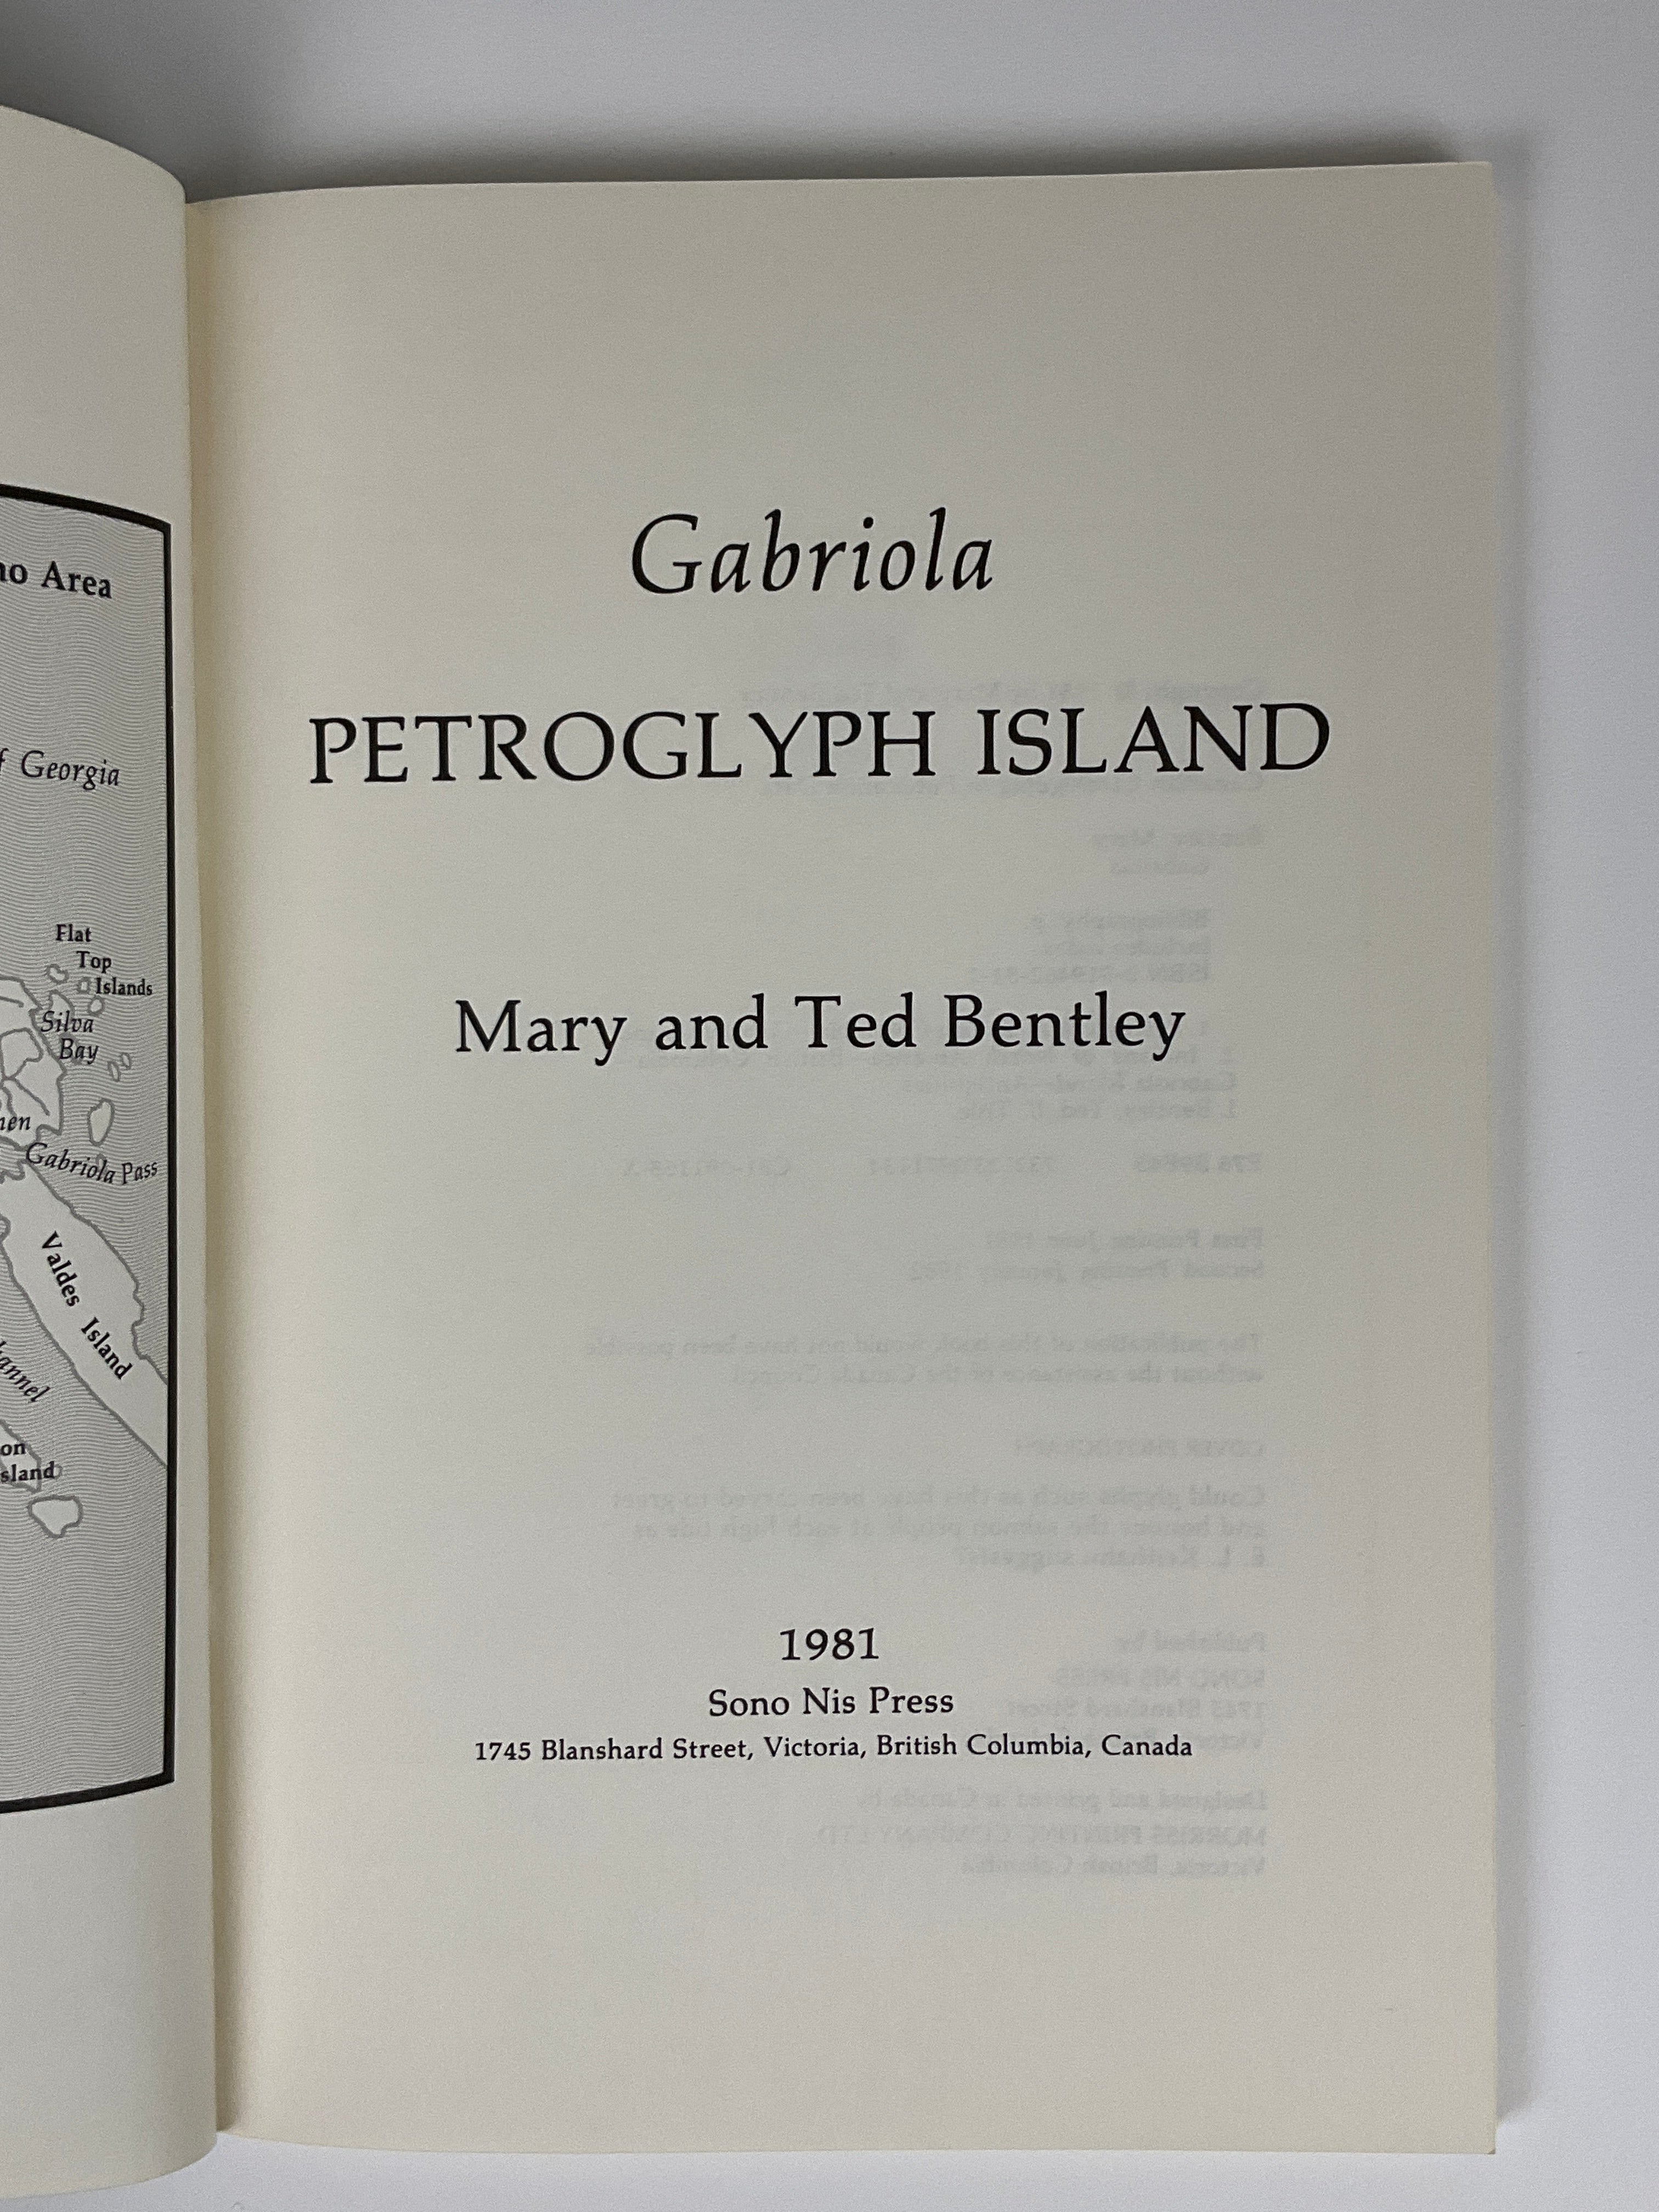 no Area
f Georgia
Flat
Top
Islands
Silva
Bay
Gabriola Pass
Valdes Island
Gabriola
PETROGLYPH ISLAND
Mary and Ted Bentley
1981
Sono Nis Press
1745 Blanshard Street, Victoria, British Columbia, Canada